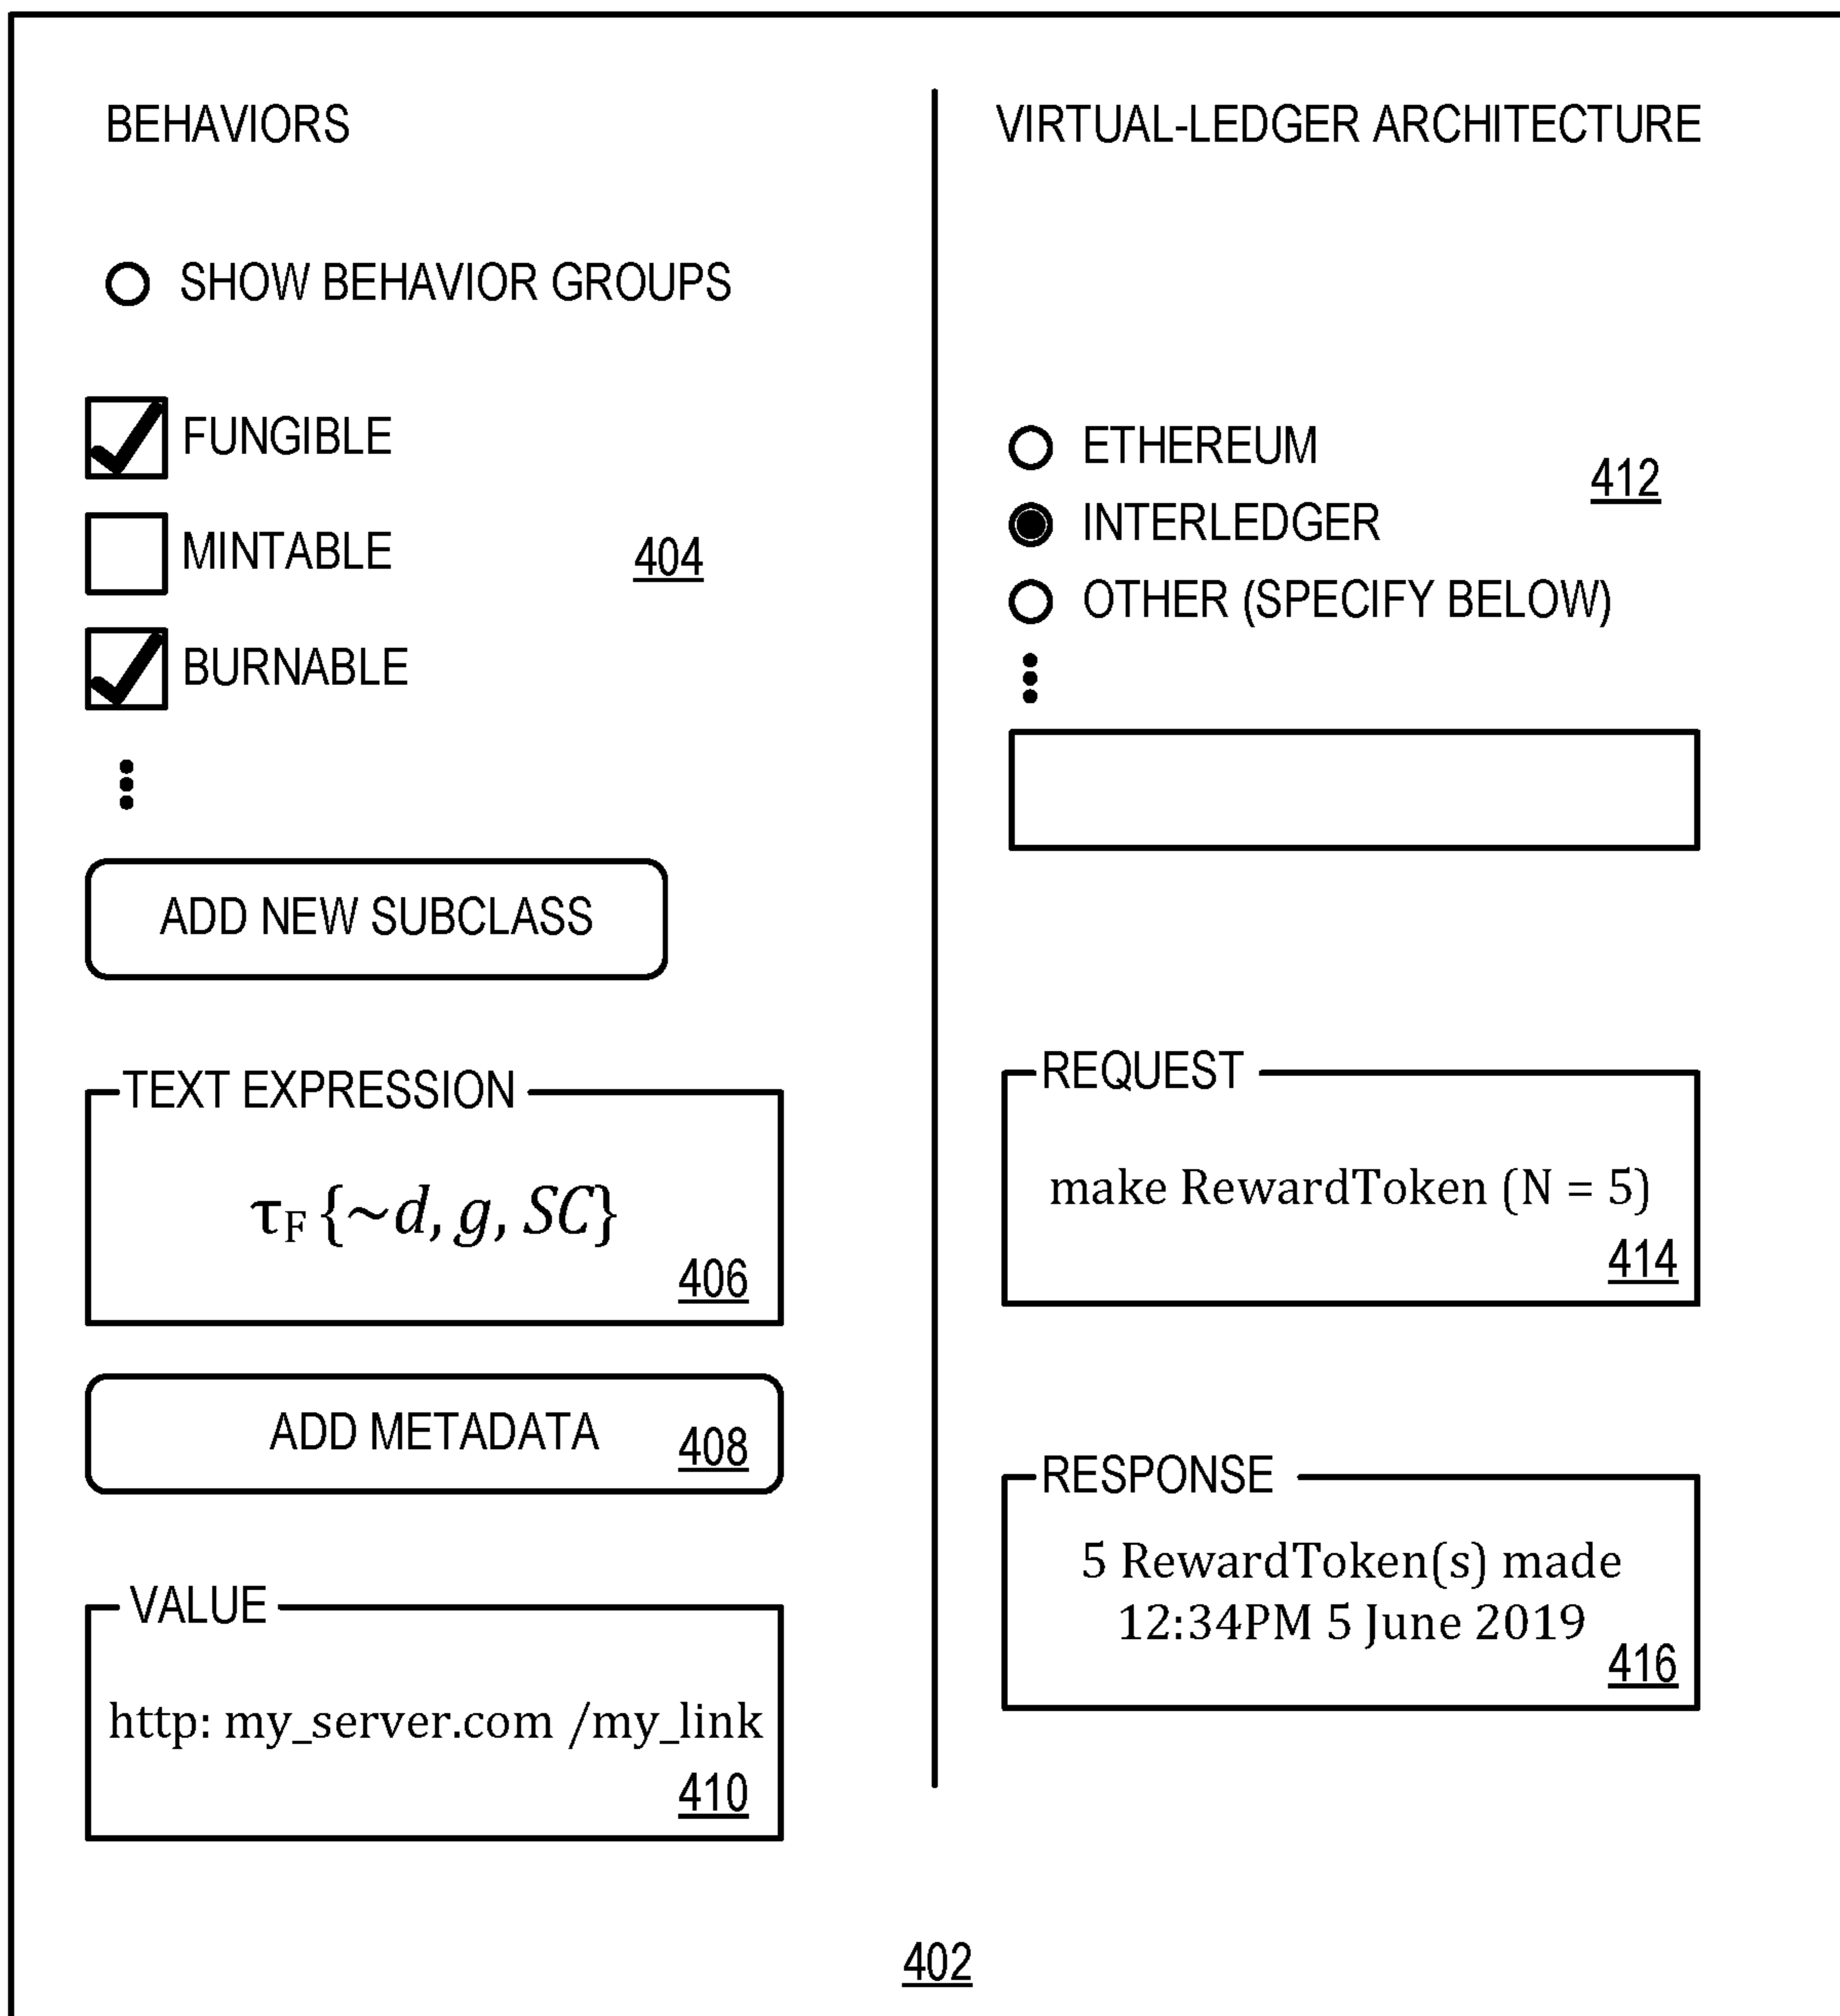 BEHAVIORS
SHOW BEHAVIOR GROUPS
FUNGIBLE
MINTABLE
404
BURNABLE
ADD NEW SUBCLASS
TEXT EXPRESSION
τF {~d, g, SC}
406
ADD METADATA 408
VALUE
http: my_server.com /my_link
410
VIRTUAL-LEDGER ARCHITECTURE
ETHEREUM
412
INTERLEDGER
OTHER (SPECIFY BELOW)
REQUEST
make RewardToken (N = 5)
414
RESPONSE
5 RewardToken(s) made
12:34PM 5 June 2019
416
402